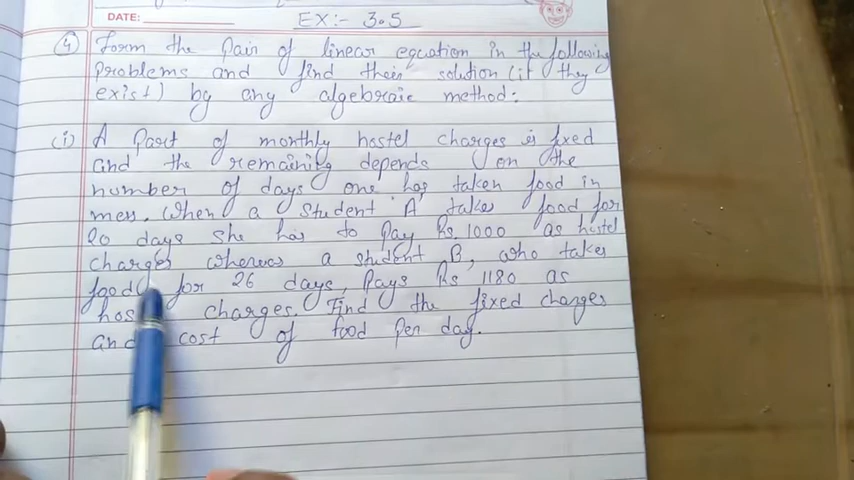 DATE:
EX:- 3.5
(4) Form the Pair of linear equation in the following
Problems and find their solution (if they
exist) by any algebraic method:
(i) A Part of monthly hostel charges is fixed
and the remaining depends on the
number of days one has taken food in
mess. When a student 'A' takes food for
20 days she has to Pay Rs. 1000 as hostel
charges whereas a student B, who takes
food for 26 days, Pays Rs 1180 as
hos charges. Find the fixed charges
and cost of food Per day.